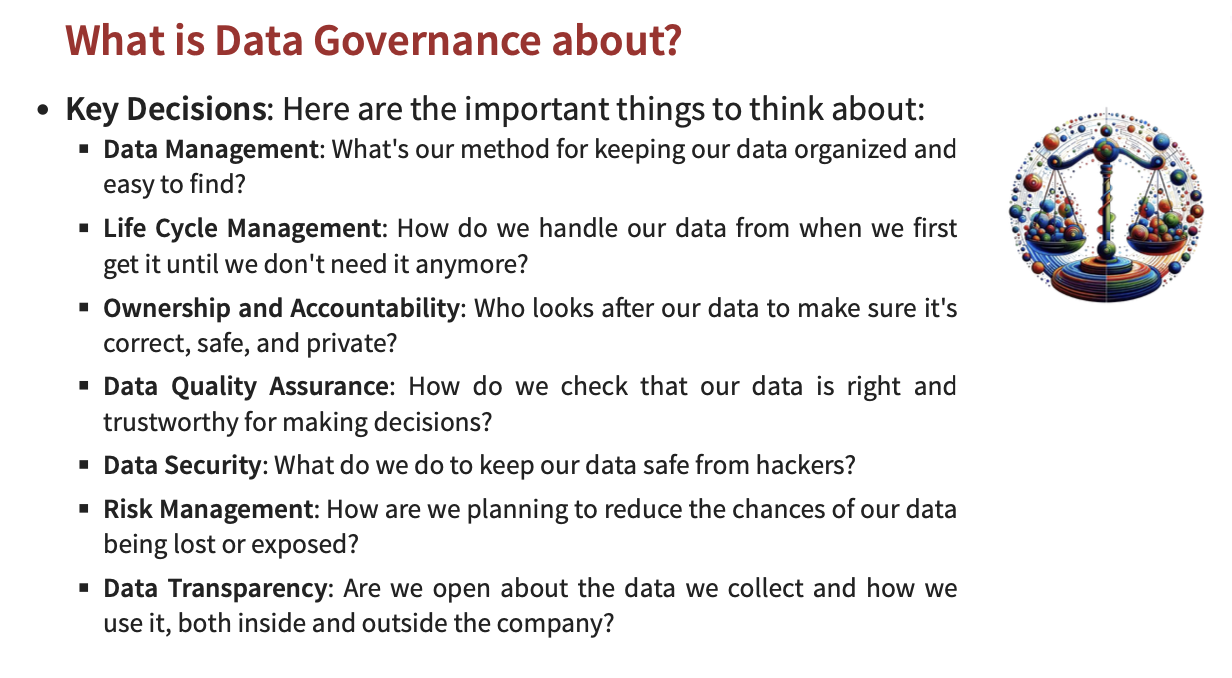 What is Data Governance about?
• Key Decisions: Here are the important things to think about:
▪ Data Management: What's our method for keeping our data organized and
easy to find?
▪ Life Cycle Management: How do we handle our data from when we first
get it until we don't need it anymore?
▪ Ownership and Accountability: Who looks after our data to make sure it's
correct, safe, and private?
▪ Data Quality Assurance: How do we check that our data is right and
trustworthy for making decisions?
▪ Data Security: What do we do to keep our data safe from hackers?
▪ Risk Management: How are we planning to reduce the chances of our data
being lost or exposed?
▪ Data Transparency: Are we open about the data we collect and how we
use it, both inside and outside the company?